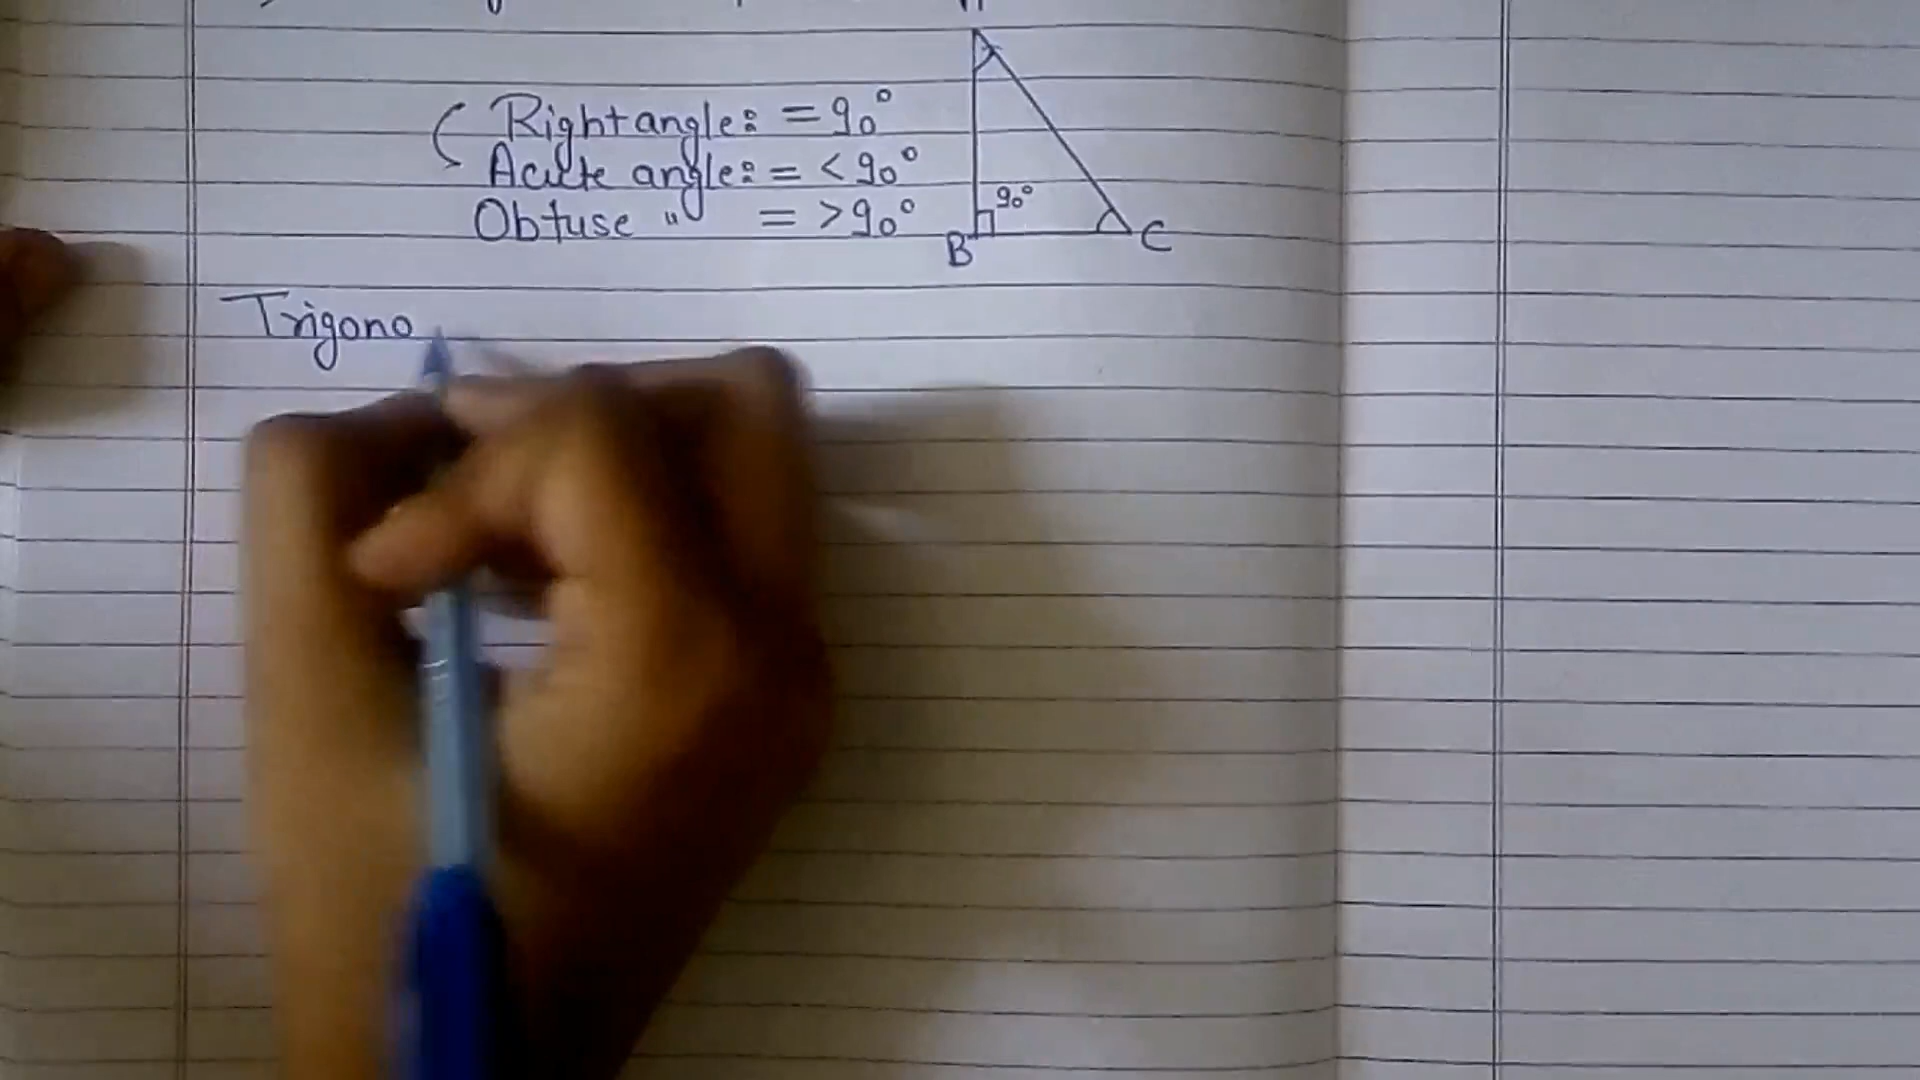 Right angle: = 90°
Acute angle: = < 90°
Obtuse " = > 90°
90°
B
C
Trigono